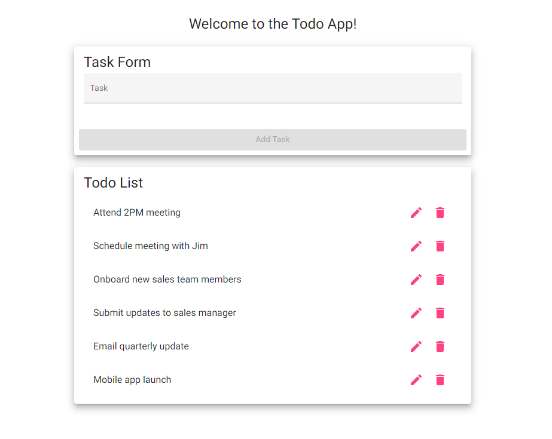 Welcome to the Todo App!
Task Form
Task
Add Task
Todo List
Attend 2PM meeting
Schedule meeting with Jim
Onboard new sales team members
Submit updates to sales manager
Email quarterly update
Mobile app launch